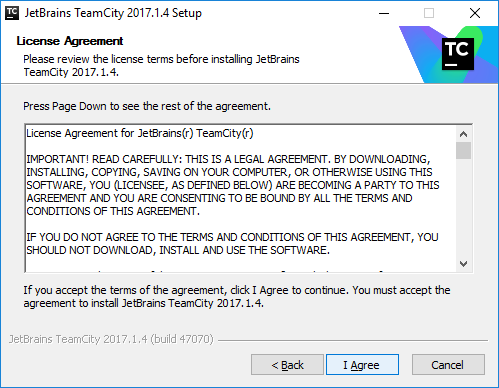 TC JetBrains TeamCity 2017.1.4 Setup
License Agreement
Please review the license terms before installing JetBrains
TeamCity 2017.1.4.
TC
Press Page Down to see the rest of the agreement.
License Agreement for JetBrains(r) TeamCity(r)
IMPORTANT! READ CAREFULLY: THIS IS A LEGAL AGREEMENT. BY DOWNLOADING,
INSTALLING, COPYING, SAVING ON YOUR COMPUTER, OR OTHERWISE USING THIS
SOFTWARE, YOU (LICENSEE, AS DEFINED BELOW) ARE BECOMING A PARTY TO THIS
AGREEMENT AND YOU ARE CONSENTING TO BE BOUND BY ALL THE TERMS AND
CONDITIONS OF THIS AGREEMENT.
IF YOU DO NOT AGREE TO THE TERMS AND CONDITIONS OF THIS AGREEMENT, YOU
SHOULD NOT DOWNLOAD, INSTALL AND USE THE SOFTWARE.
If you accept the terms of the agreement, click I Agree to continue. You must accept the
agreement to install JetBrains TeamCity 2017.1.4.
JetBrains TeamCity 2017.1.4 (build 47070)
< Back I Agree Cancel